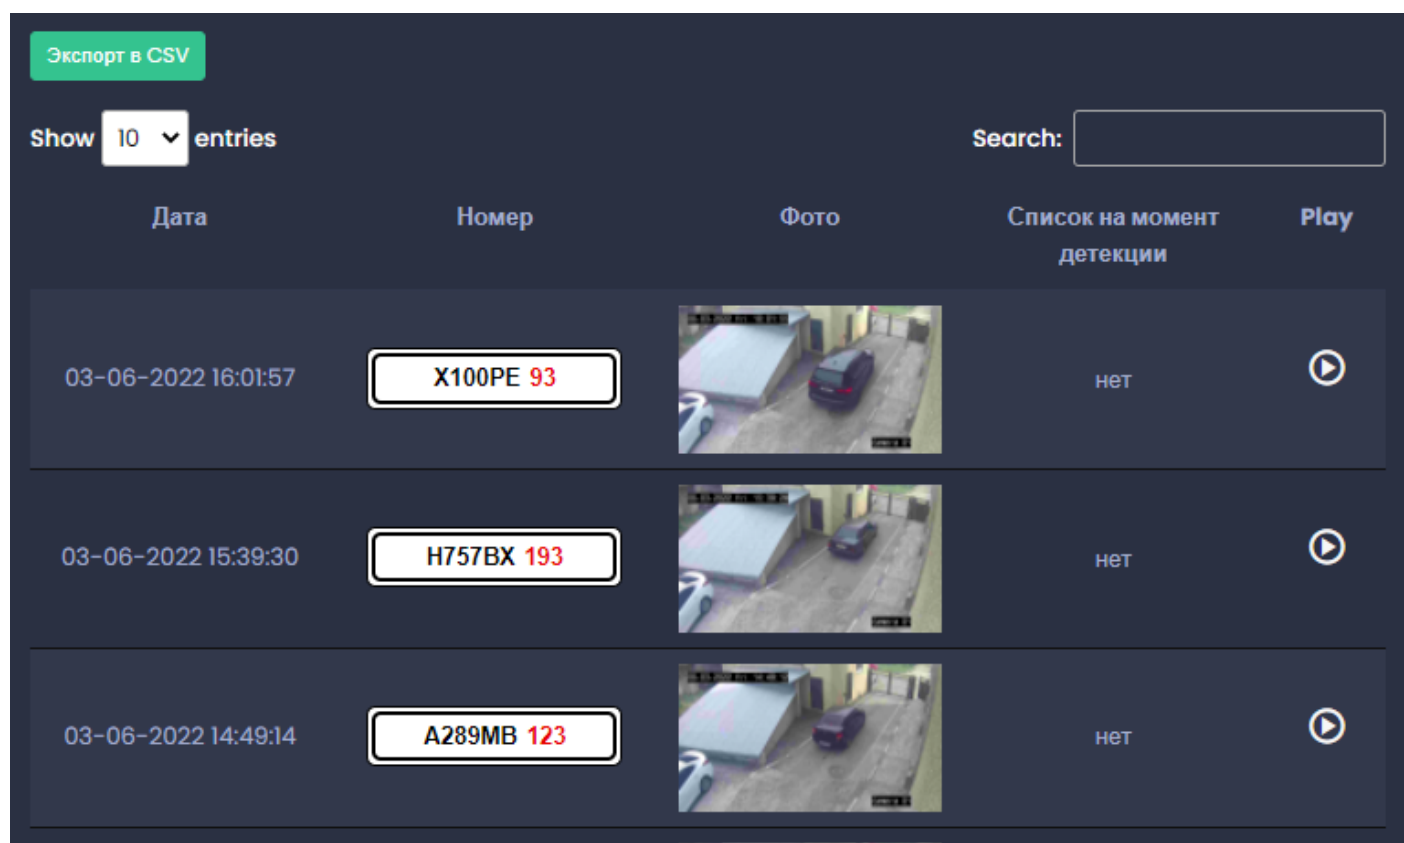 Экспорт в CSV
Show 10 entries
Search:
Дата Номер Фото Список на момент детекции Play
03-06-2022 16:01:57 X100PE 93 нет
03-06-2022 15:39:30 H757BX 193 нет
03-06-2022 14:49:14 A289MB 123 нет